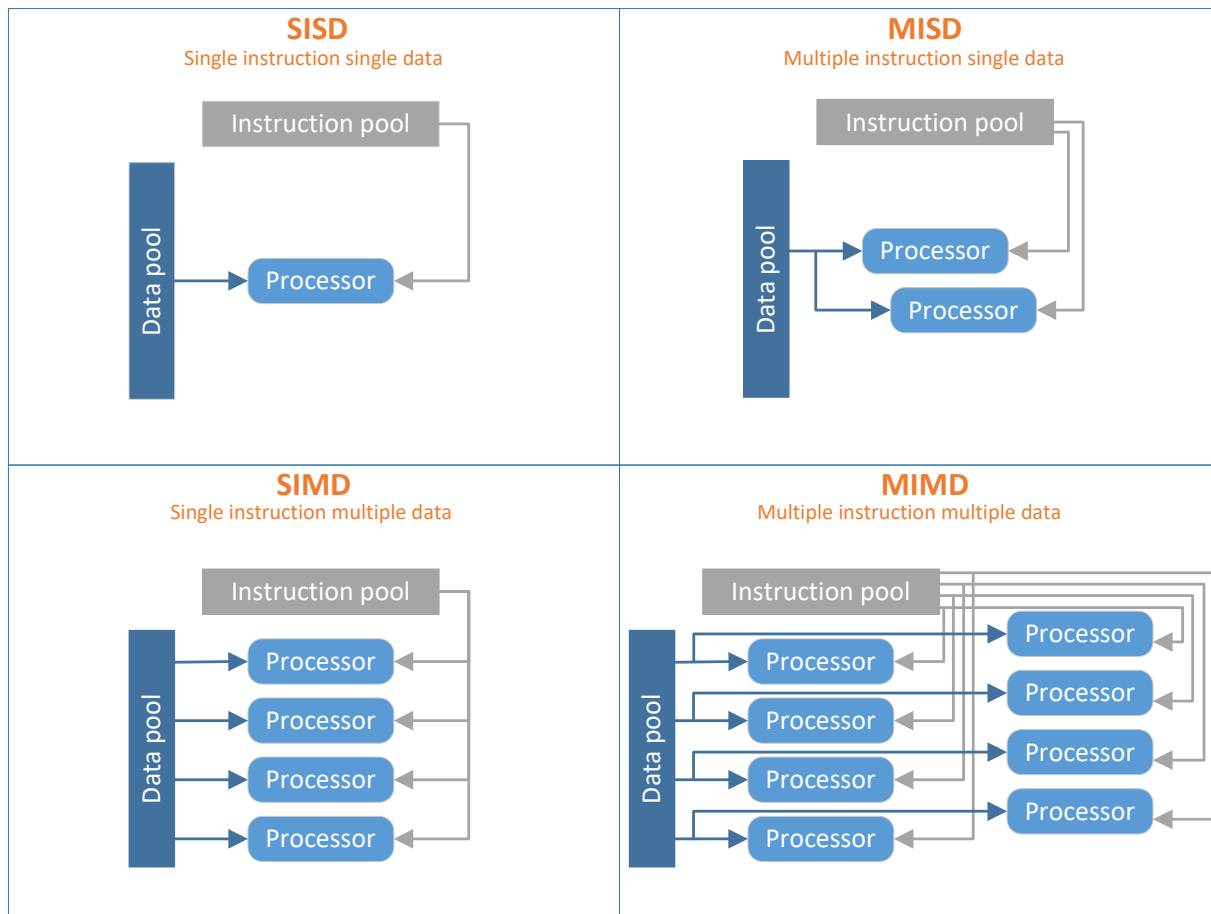 SISD
Single instruction single data
Instruction pool
Data pool
Processor
MISD
Multiple instruction single data
Instruction pool
Data pool
Processor
Processor
SIMD
Single instruction multiple data
Instruction pool
Data pool
Processor
Processor
Processor
Processor
MIMD
Multiple instruction multiple data
Instruction pool
Data pool
Processor
Processor
Processor
Processor
Processor
Processor
Processor
Processor